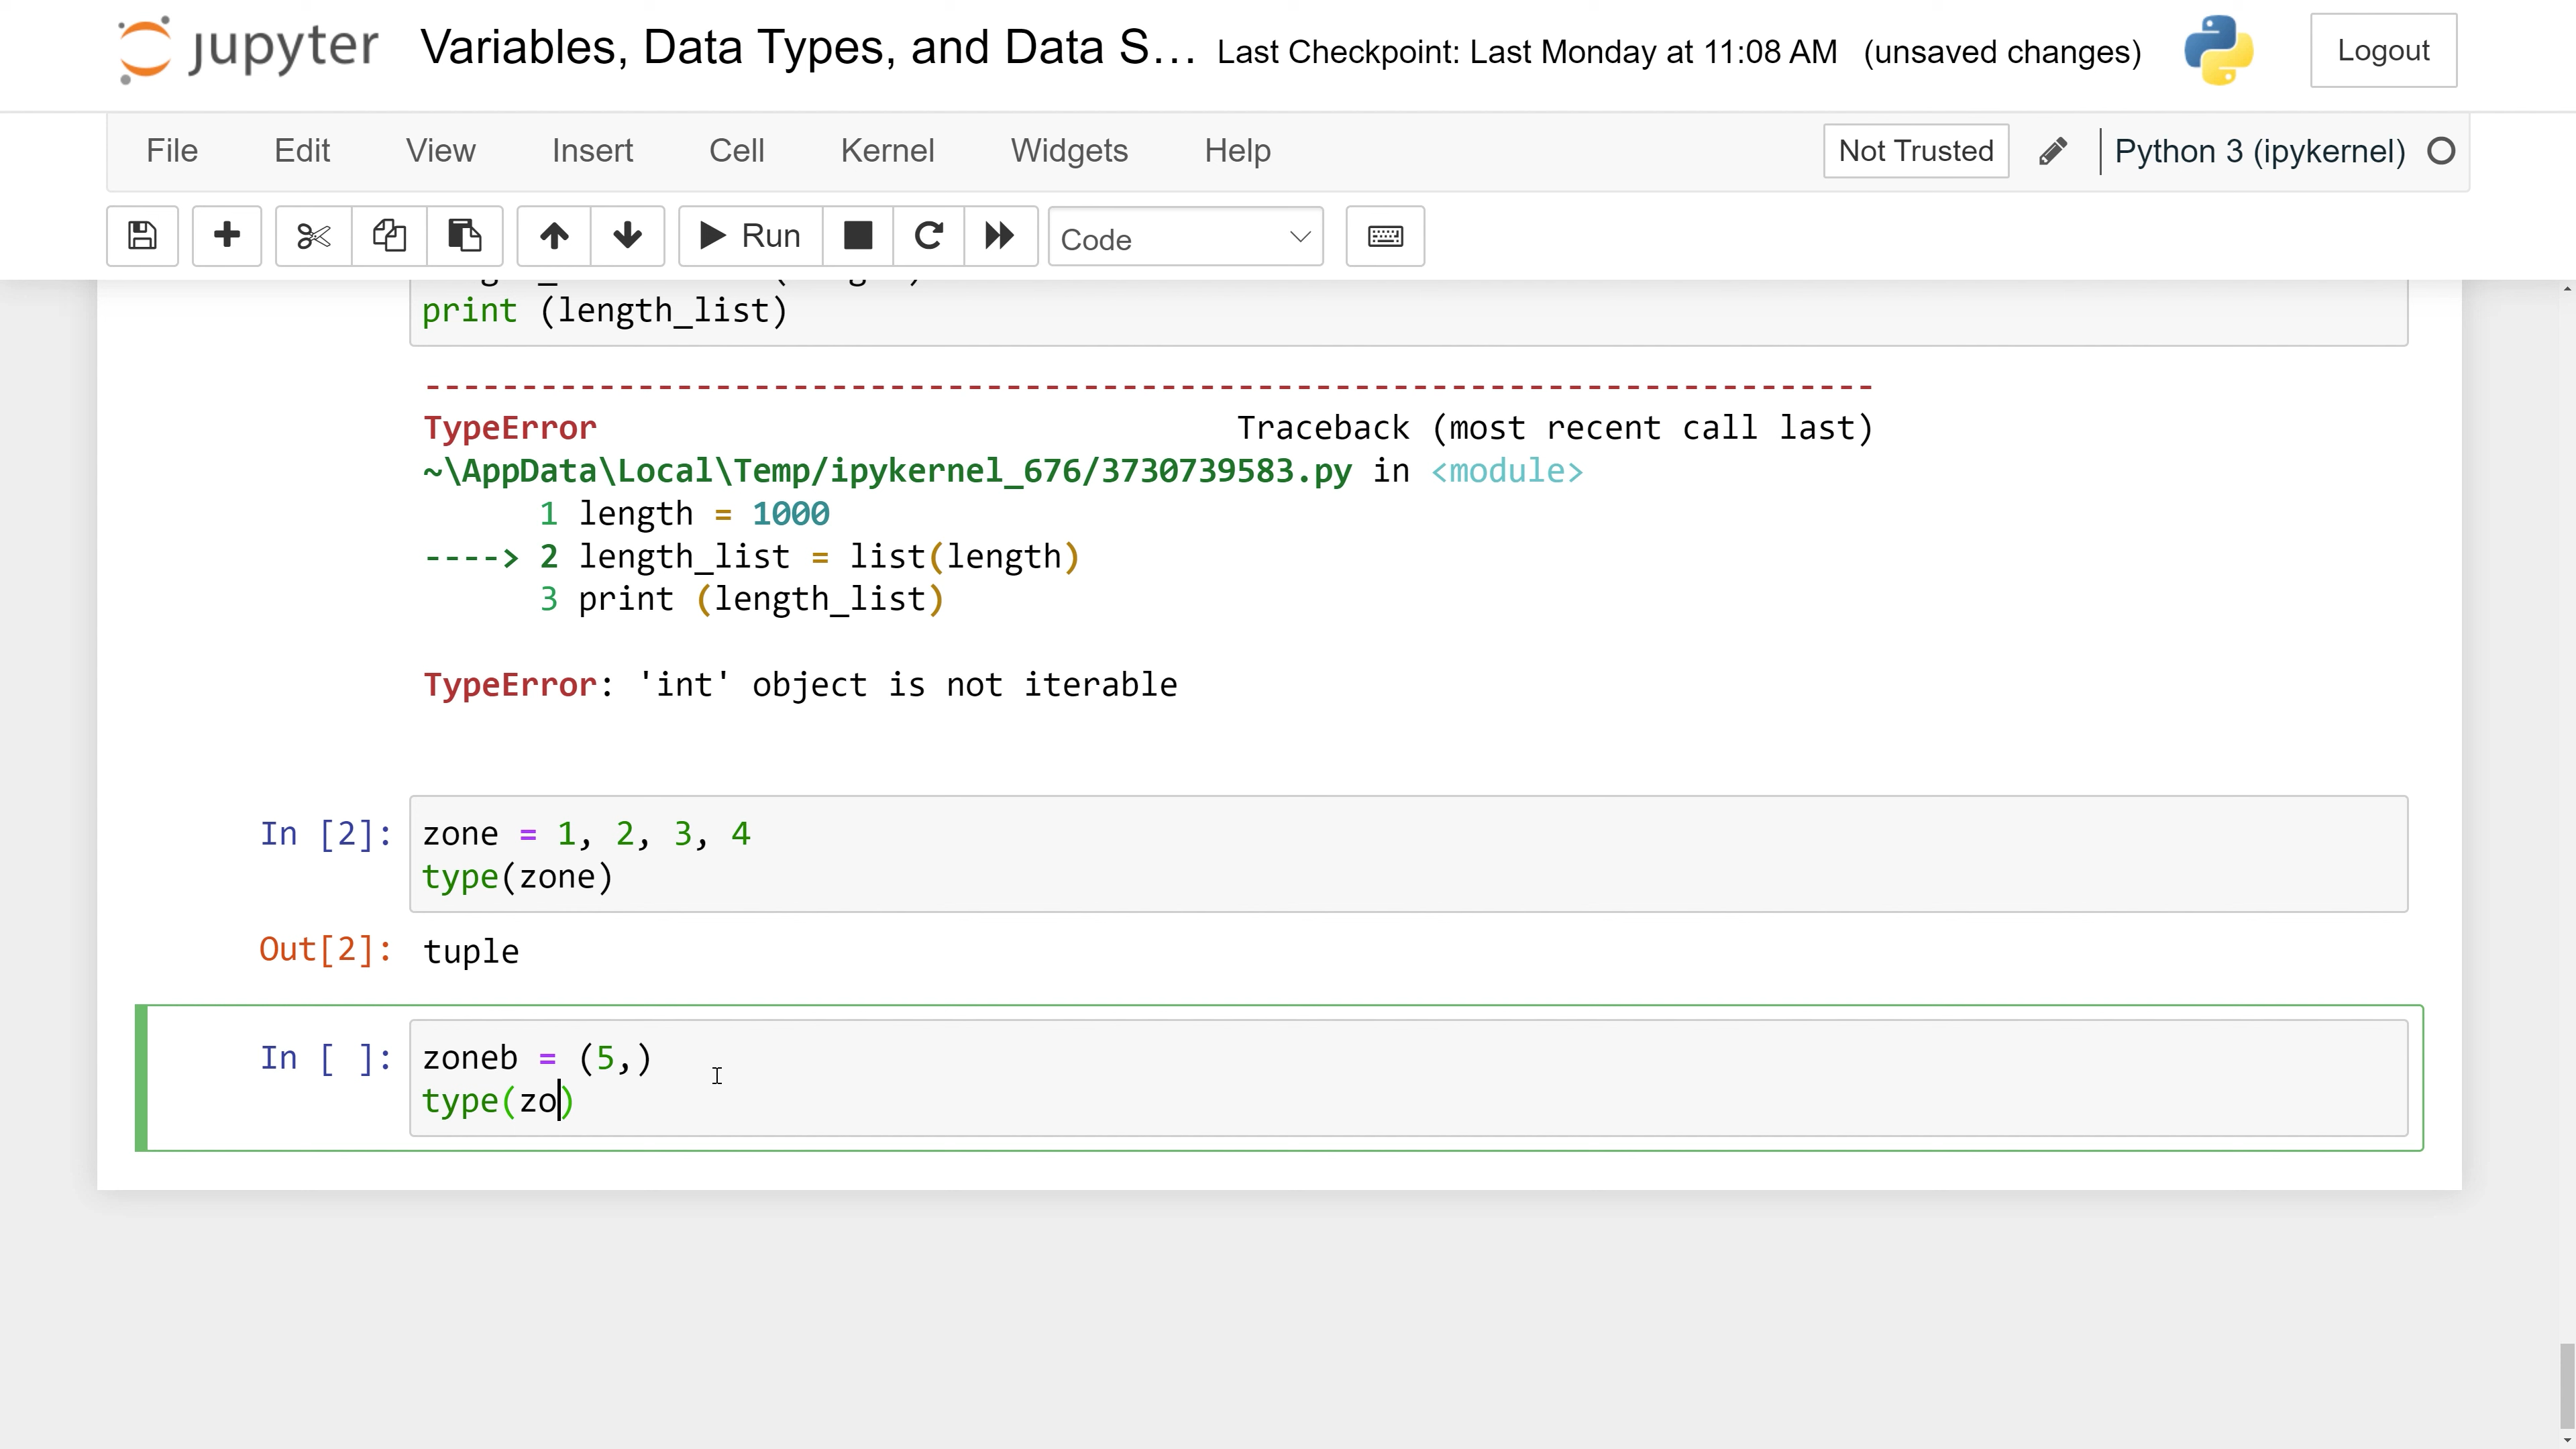 jupyter Variables, Data Types, and Data S... Last Checkpoint: Last Monday at 11:08 AM (unsaved changes) Logout
File Edit View Insert Cell Kernel Widgets Help Not Trusted Python 3 (ipykernel)
Run Code
print (length_list)
---------------------------------------------------------------------------
TypeError Traceback (most recent call last)
~\AppData\Local\Temp/ipykernel_676/3730739583.py in <module>
1 length = 1000
----> 2 length_list = list(length)
3 print (length_list)
TypeError: 'int' object is not iterable
In [2]: zone = 1, 2, 3, 4
type(zone)
Out[2]: tuple
In [ ]: zoneb = (5,)
type(zo)